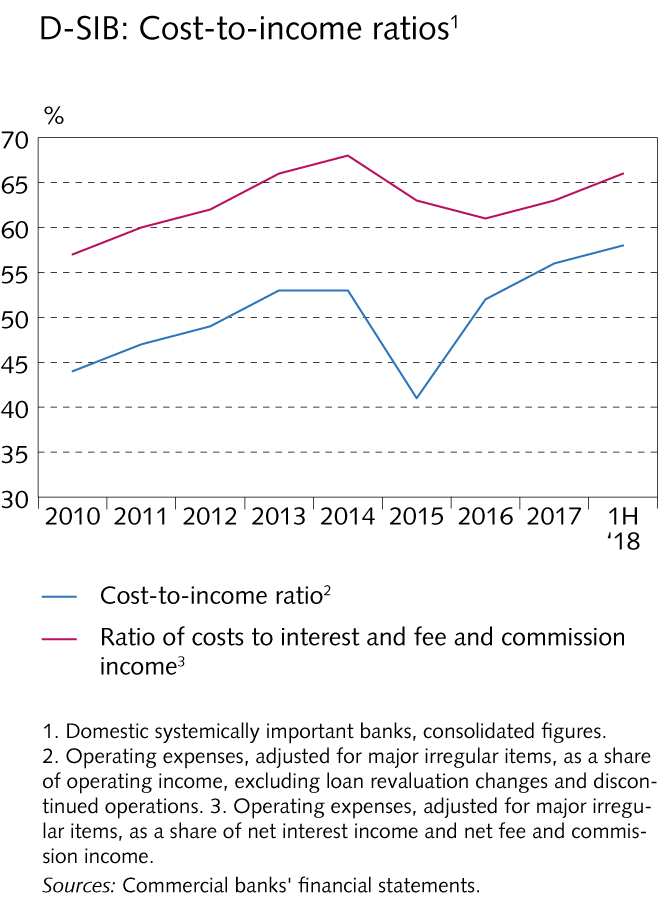 D-SIB: Cost-to-income ratios¹
%
70
65
60
55
50
45
40
35
30
2010 2011 2012 2013 2014 2015 2016 2017 1H
‘18
Cost-to-income ratio²
Ratio of costs to interest and fee and commission
income³
1. Domestic systemically important banks, consolidated figures.
2. Operating expenses, adjusted for major irregular items, as a share
of operating income, excluding loan revaluation changes and discon-
tinued operations. 3. Operating expenses, adjusted for major irregu-
lar items, as a share of net interest income and net fee and commis-
sion income.
Sources: Commercial banks' financial statements.